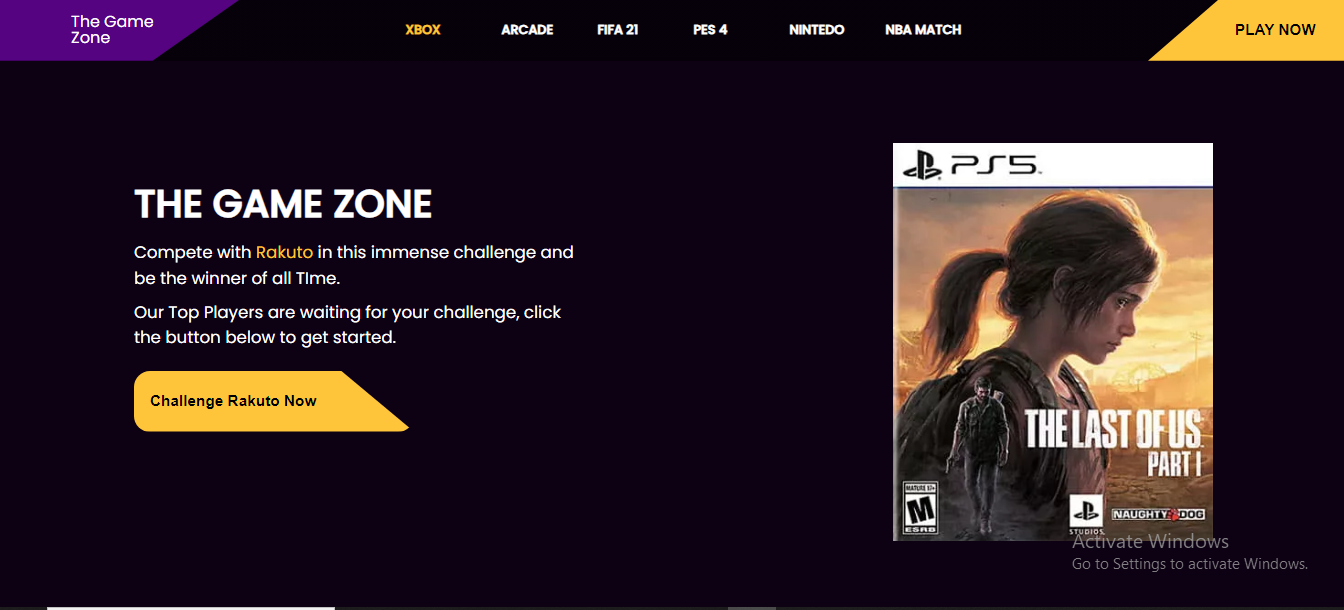 The Game
Zone
XBOX
ARCADE
FIFA 21
PES 4
NINTEDO
NBA MATCH
PLAY NOW
THE GAME ZONE
Compete with Rakuto in this immense challenge and
be the winner of all TIme.
Our Top Players are waiting for your challenge, click
the button below to get started.
Challenge Rakuto Now
PS5
THE LAST OF US
PART I
MATURE 17+
M
ESRB
STUDIOS
NAUGHTY DOG
Activate Windows
Go to Settings to activate Windows.